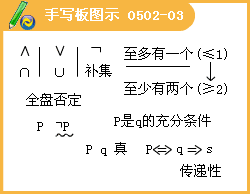 手写板图示 0502-03
∧ | ∨ | ¬ 至多有一个(≤1)
∩ | ∪ | 补集 ↓
至少有两个(≥2)
全盘否定
P ¬P P是q的充分条件
P q 真 P⇔q⇒s
传递性